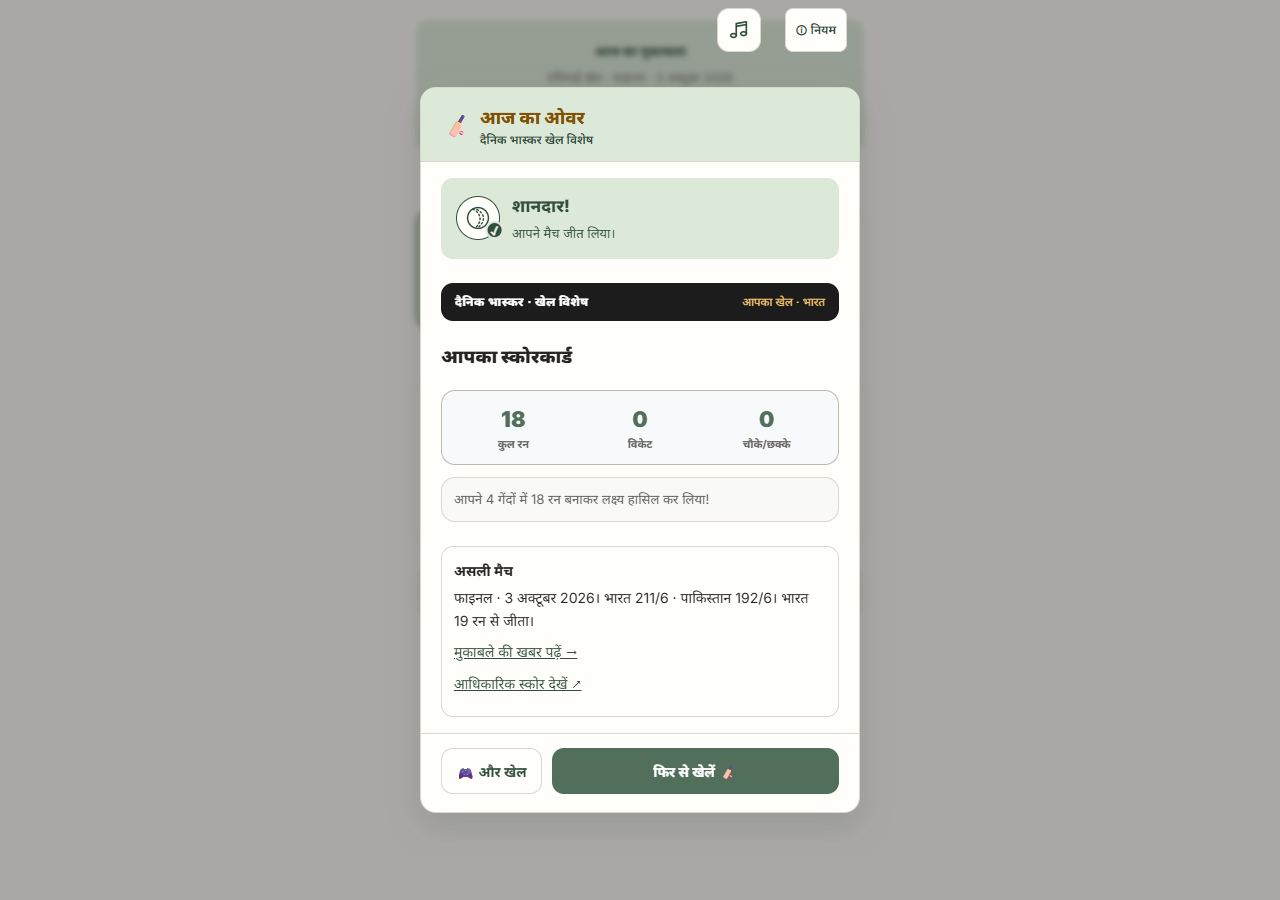 नियम
आज का ओवर
दैनिक भास्कर खेल विशेष
शानदार!
आपने मैच जीत लिया।
दैनिक भास्कर · खेल विशेष
आपका खेल · भारत
आपका स्कोरकार्ड
18 0 0
कुल रन विकेट चौके/छक्के
आपने 4 गेंदों में 18 रन बनाकर लक्ष्य हासिल कर लिया!
असली मैच
फाइनल · 3 अक्टूबर 2026। भारत 211/6 · पाकिस्तान 192/6। भारत
19 रन से जीता।
मुकाबले की खबर पढ़ें →
आधिकारिक स्कोर देखें ↗
और खेल
फिर से खेलें